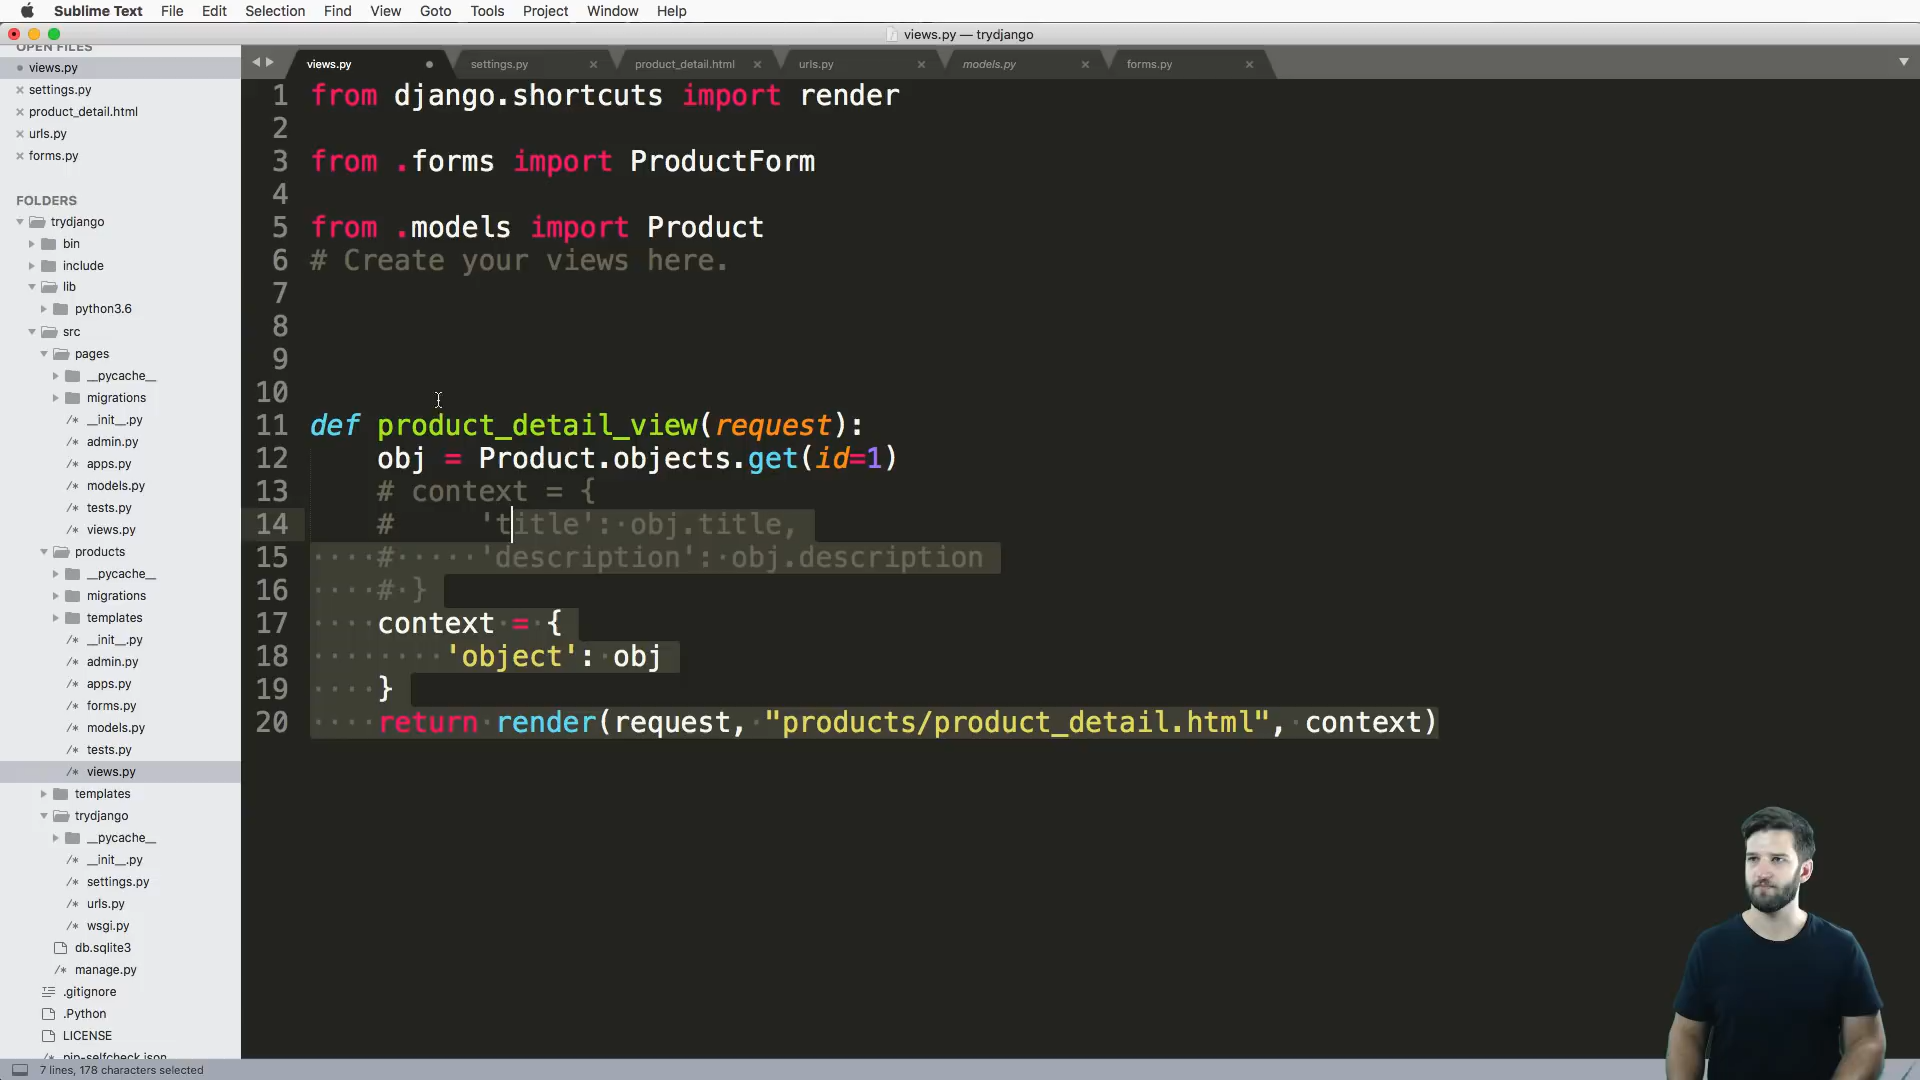 Sublime Text File Edit Selection Find View Goto Tools Project Window Help
views.py — trydjango
OPEN FILES
views.py
settings.py
product_detail.html
urls.py
forms.py
FOLDERS
trydjango
bin
include
lib
python3.6
src
pages
__pycache__
migrations
__init__.py
admin.py
apps.py
models.py
tests.py
views.py
products
__pycache__
migrations
templates
__init__.py
admin.py
apps.py
forms.py
models.py
tests.py
views.py
templates
trydjango
__pycache__
__init__.py
settings.py
urls.py
wsgi.py
db.sqlite3
manage.py
.gitignore
.Python
LICENSE
pip-selfcheck.json
views.py settings.py product_detail.html urls.py models.py forms.py
1 from django.shortcuts import render
2
3 from .forms import ProductForm
4
5 from .models import Product
6 # Create your views here.
7
8
9
10
11 def product_detail_view(request):
12     obj = Product.objects.get(id=1)
13     # context = {
14     #     'title': obj.title,
15     #     'description': obj.description
16     # }
17     context = {
18         'object': obj
19     }
20     return render(request, "products/product_detail.html", context)
7 lines, 178 characters selected